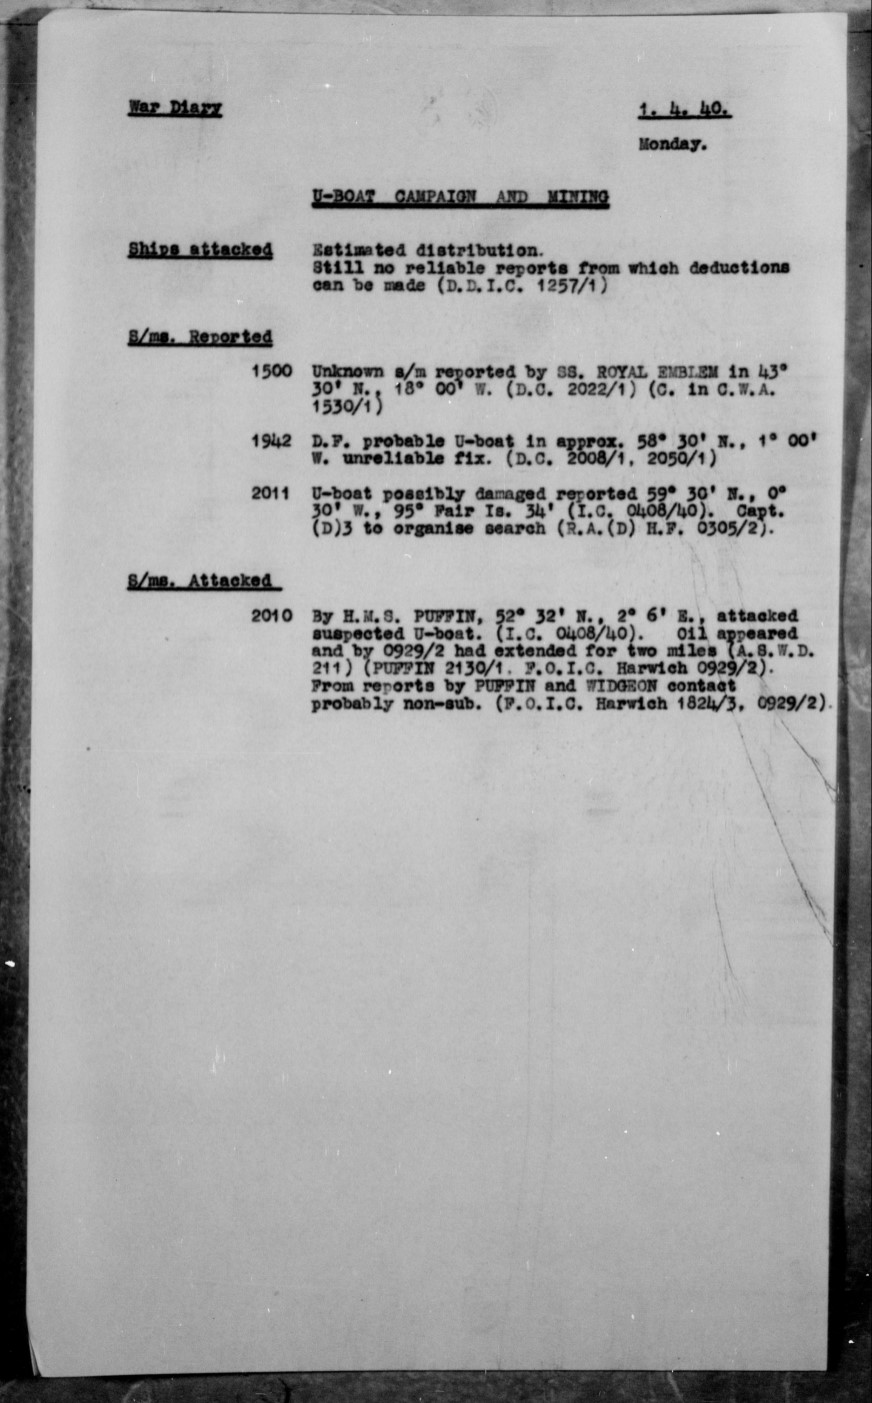 War Diary 1. 4. 40.
Monday.
U-BOAT CAMPAIGN AND MINING
Ships attacked Estimated distribution.
Still no reliable reports from which deductions
can be made (D.D.I.C. 1257/1)
S/ms. Reported
1500 Unknown s/m reported by SS. ROYAL EMBLEM in 43°
30' N., 18° 00' W. (D.C. 2022/1) (C. in C.W.A.
1530/1)
1942 D.F. probable U-boat in approx. 58° 30' N., 1° 00'
W. unreliable fix. (D.C. 2008/1, 2050/1)
2011 U-boat possibly damaged reported 59° 30' N., 0°
30' W., 95° Fair Is. 34' (I.C. 0408/40). Capt.
(D)3 to organise search (R.A.(D) H.F. 0305/2).
S/ms. Attacked
2010 By H.M.S. PUFFIN, 52° 32' N., 2° 6' E., attacked
suspected U-boat. (I.C. 0408/40). Oil appeared
and by 0929/2 had extended for two miles (A.S.W.D.
211) (PUFFIN 2130/1, F.O.I.C. Harwich 0929/2).
From reports by PUFFIN and WIDGEON contact
probably non-sub. (F.O.I.C. Harwich 1824/3, 0929/2).